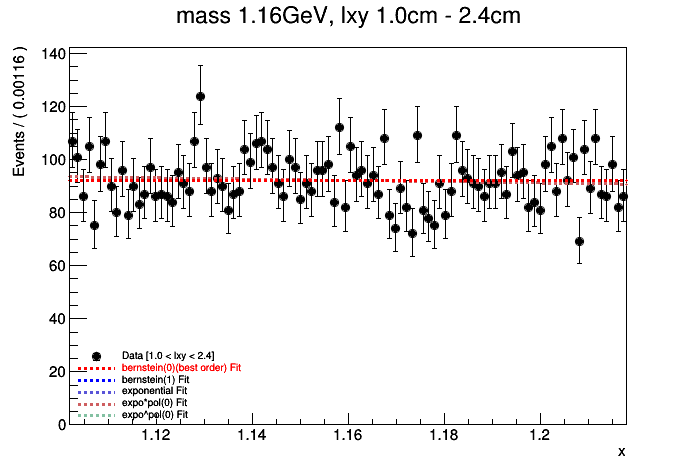 mass 1.16GeV, lxy 1.0cm - 2.4cm
Events / ( 0.00116 )
140
120
100
80
60
40
20
0
Data [1.0 < lxy < 2.4]
bernstein(0)(best order) Fit
bernstein(1) Fit
exponential Fit
expo*pol(0) Fit
expo^pol(0) Fit
1.12 1.14 1.16 1.18 1.2
x